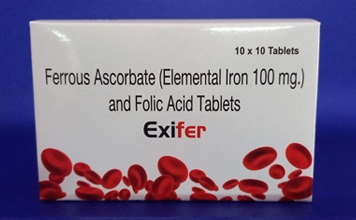 10 x 10 Tablets
Ferrous Ascorbate (Elemental Iron 100 mg.)
and Folic Acid Tablets
Exifer